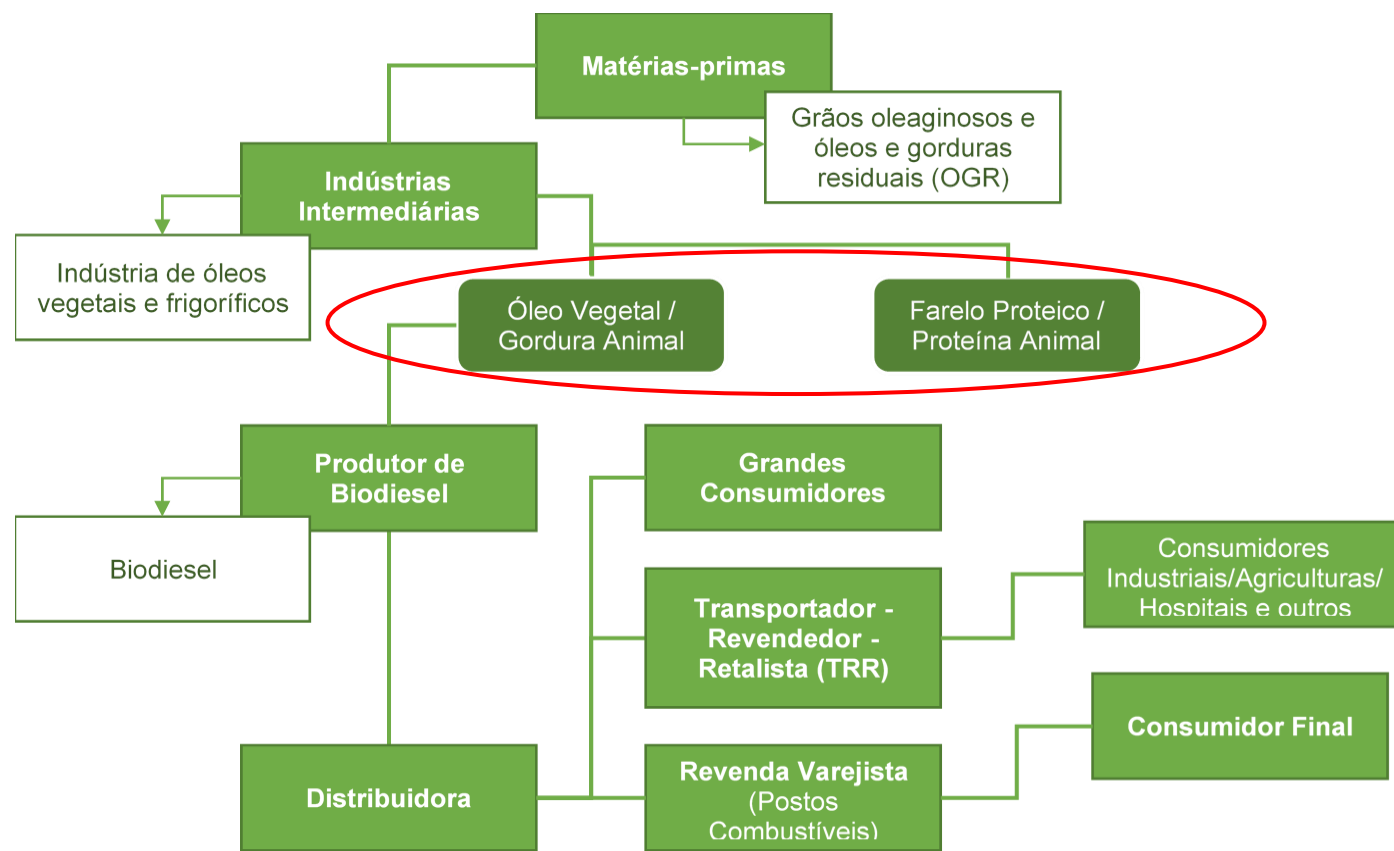 Matérias-primas
Grãos oleaginosos e
óleos e gorduras
residuais (OGR)
Indústrias
Intermediárias
Indústria de óleos
vegetais e frigoríficos
Óleo Vegetal /
Gordura Animal
Farelo Proteico /
Proteína Animal
Produtor de
Biodiesel
Biodiesel
Grandes
Consumidores
Transportador -
Revendedor -
Retalista (TRR)
Consumidores
Industriais/Agriculturas/
Hospitais e outros
Consumidor Final
Distribuidora
Revenda Varejista
(Postos
Combustíveis)